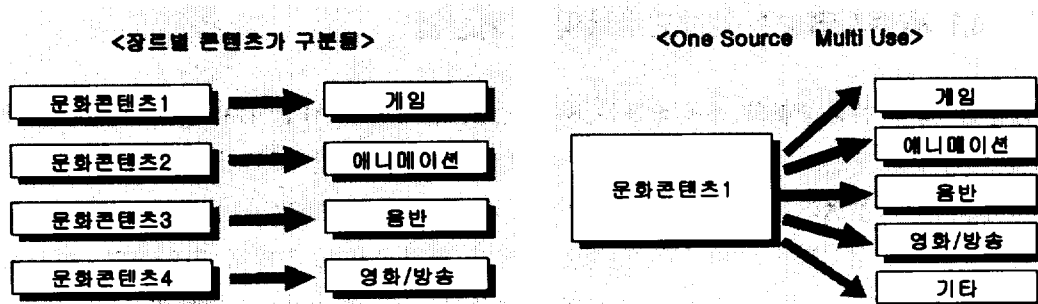 <장르별 콘텐츠가 구분됨>
문화콘텐츠1
게임
문화콘텐츠2
애니메이션
문화콘텐츠3
음반
문화콘텐츠4
영화/방송
<One Source Multi Use>
문화콘텐츠1
게임
애니메이션
음반
영화/방송
기타